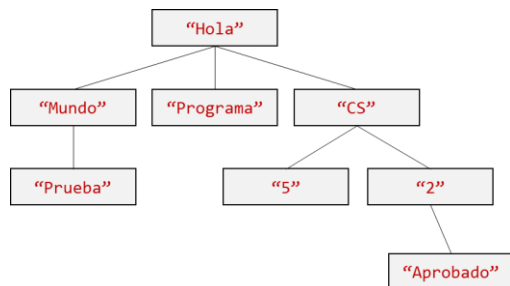 “Hola”
“Mundo” “Programa” “CS”
“Prueba” “5” “2”
“Aprobado”